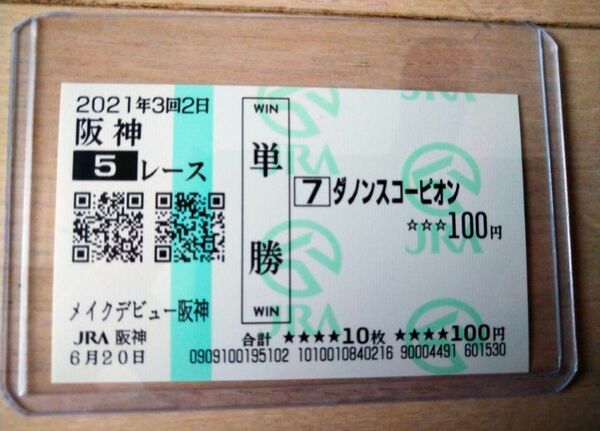 2021年3回2日
阪神
5レース
メイクデビュー阪神
JRA 阪神
6月20日
WIN
単勝
WIN
7 ダノンスコーピオン
☆☆☆100円
合計 ★★★★10枚 ★★★★100円
0909100195102 1010010840216 90004491 601530
JRA
JRA
JRA